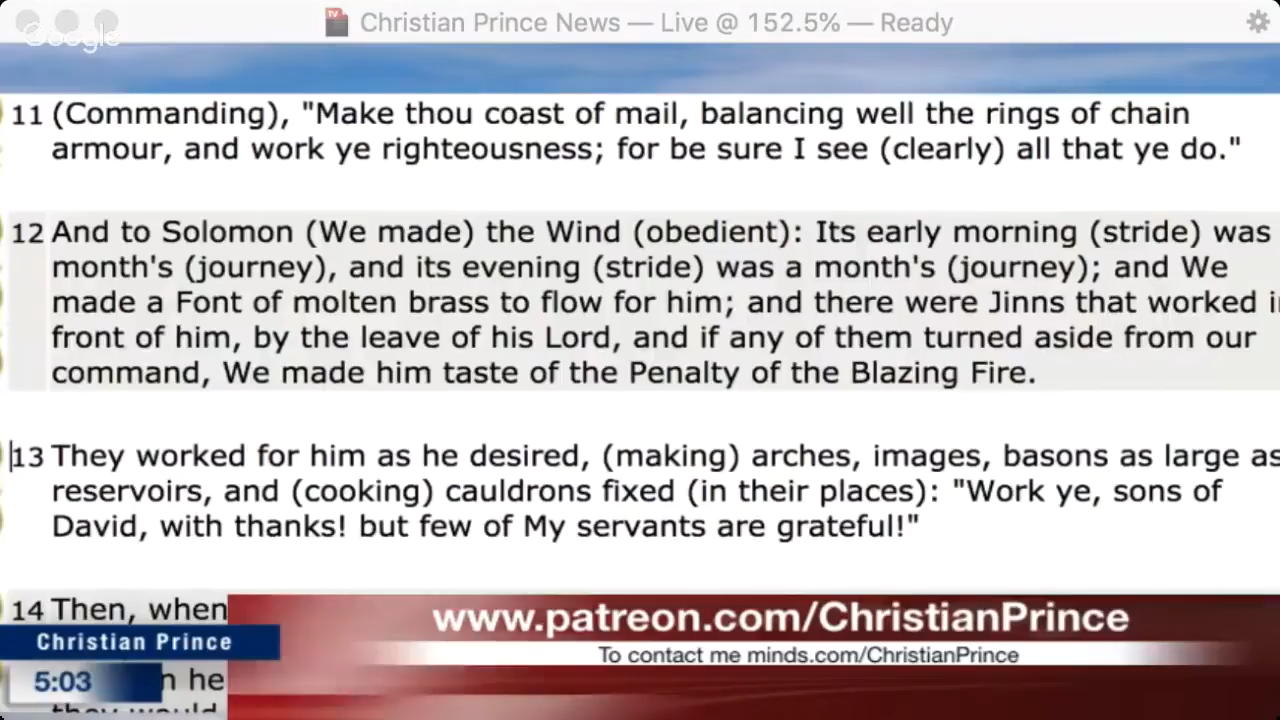 Christian Prince News — Live @ 152.5% — Ready
Google
11 (Commanding), "Make thou coast of mail, balancing well the rings of chain
armour, and work ye righteousness; for be sure I see (clearly) all that ye do."
12 And to Solomon (We made) the Wind (obedient): Its early morning (stride) was
month's (journey), and its evening (stride) was a month's (journey); and We
made a Font of molten brass to flow for him; and there were Jinns that worked
front of him, by the leave of his Lord, and if any of them turned aside from our
command, We made him taste of the Penalty of the Blazing Fire.
13 They worked for him as he desired, (making) arches, images, basons as large as
reservoirs, and (cooking) cauldrons fixed (in their places): "Work ye, sons of
David, with thanks! but few of My servants are grateful!"
14 Then, when
www.patreon.com/ChristianPrince
Christian Prince
To contact me minds.com/ChristianPrince
5:03
he
they would